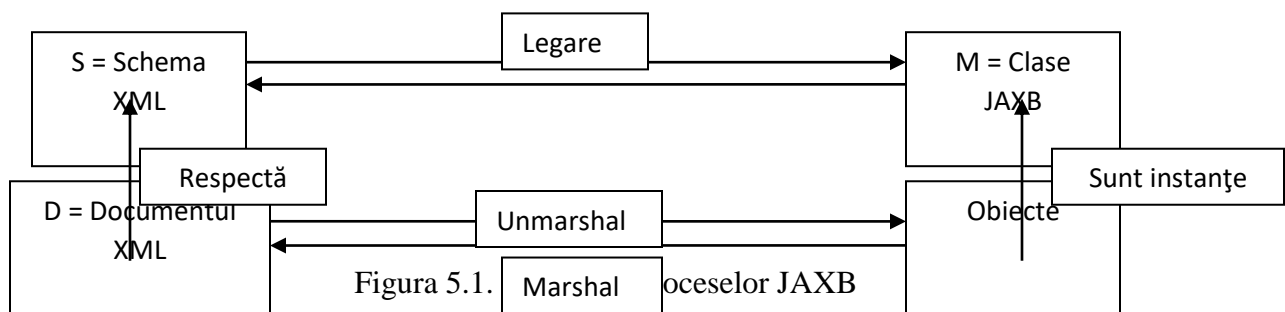 Legare
S = Schema
XML
M = Clase
JAXB
Respectă
Sunt instanţe
D = Documentul
XML
Unmarshal
Obiecte
Figura 5.1.
Marshal
oceselor JAXB